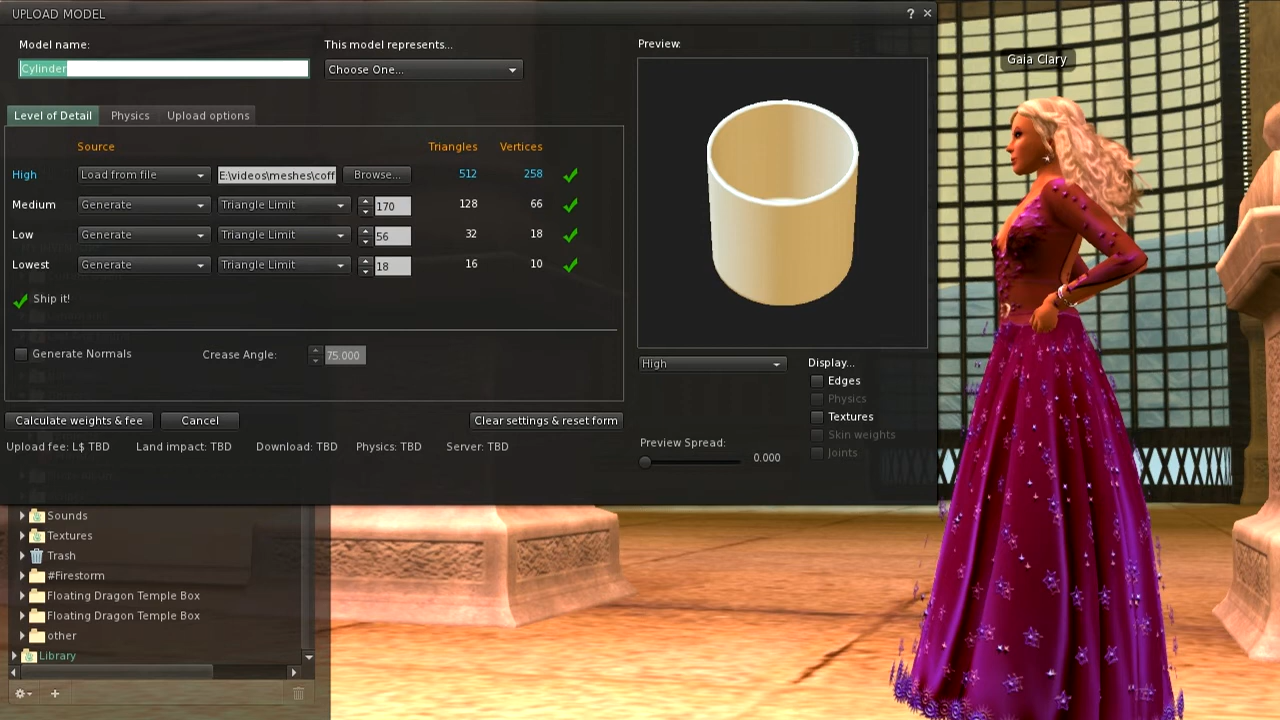 UPLOAD MODEL ? ×
Model name: This model represents... Preview:
Cylinder Choose One...
Gaia Clary
Level of Detail Physics Upload options
Source Triangles Vertices
High Load from file E:\videos\meshes\coff Browse... 512 258
Medium Generate Triangle Limit 170 128 66
Low Generate Triangle Limit 56 32 18
Lowest Generate Triangle Limit 18 16 10
Ship it!
Generate Normals Crease Angle: 75.000
High Display...
Edges
Physics
Textures
Skin weights
Joints
Calculate weights & fee Cancel Clear settings & reset form
Upload fee: L$ TBD Land impact: TBD Download: TBD Physics: TBD Server: TBD
Preview Spread: 0.000
Sounds
Textures
Trash
#Firestorm
Floating Dragon Temple Box
Floating Dragon Temple Box
other
Library